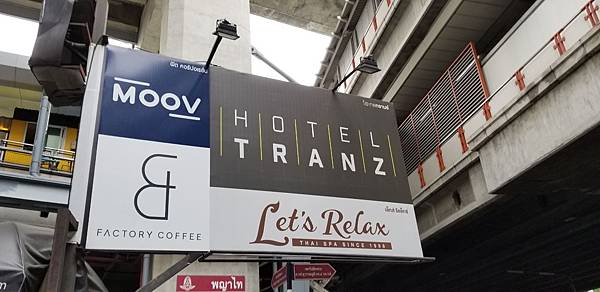 MOOV
FACTORY COFFEE
HOTEL
TRANZ
Let's Relax
THAI SPA SINCE 1998
พญาไท